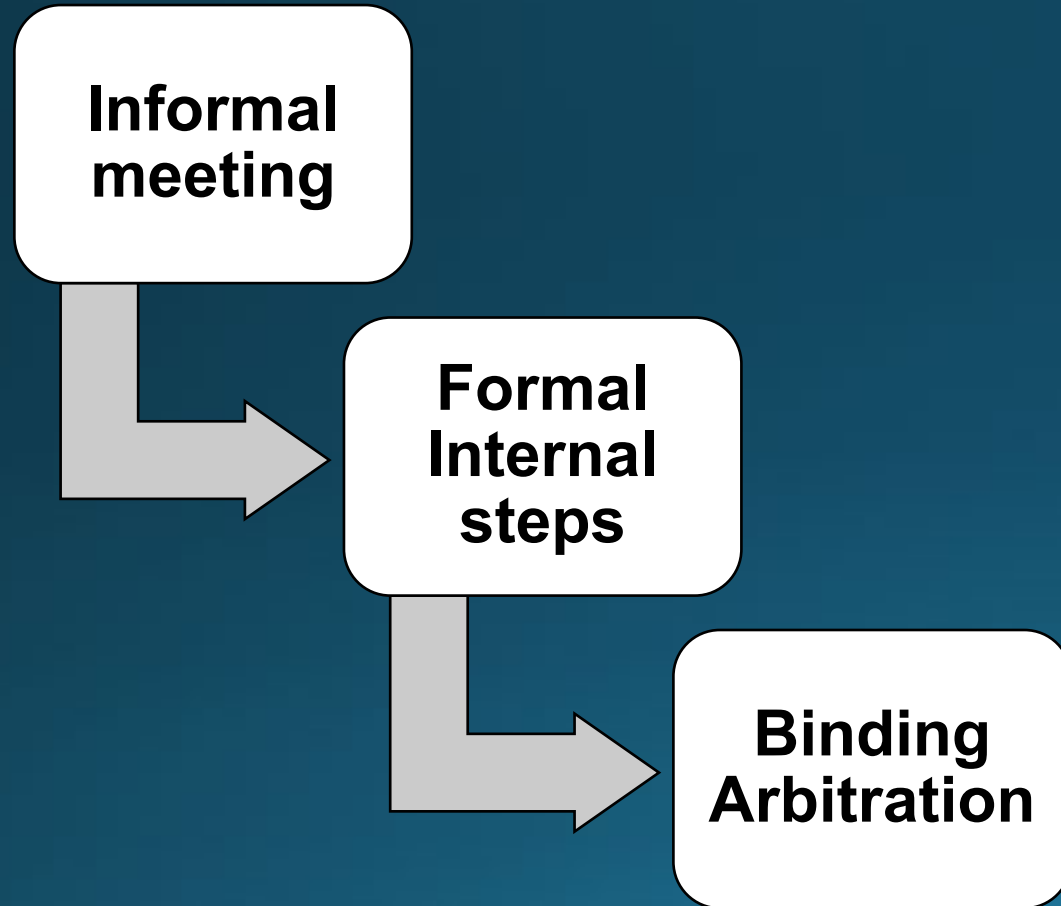 Informal
meeting
Formal
Internal
steps
Binding
Arbitration